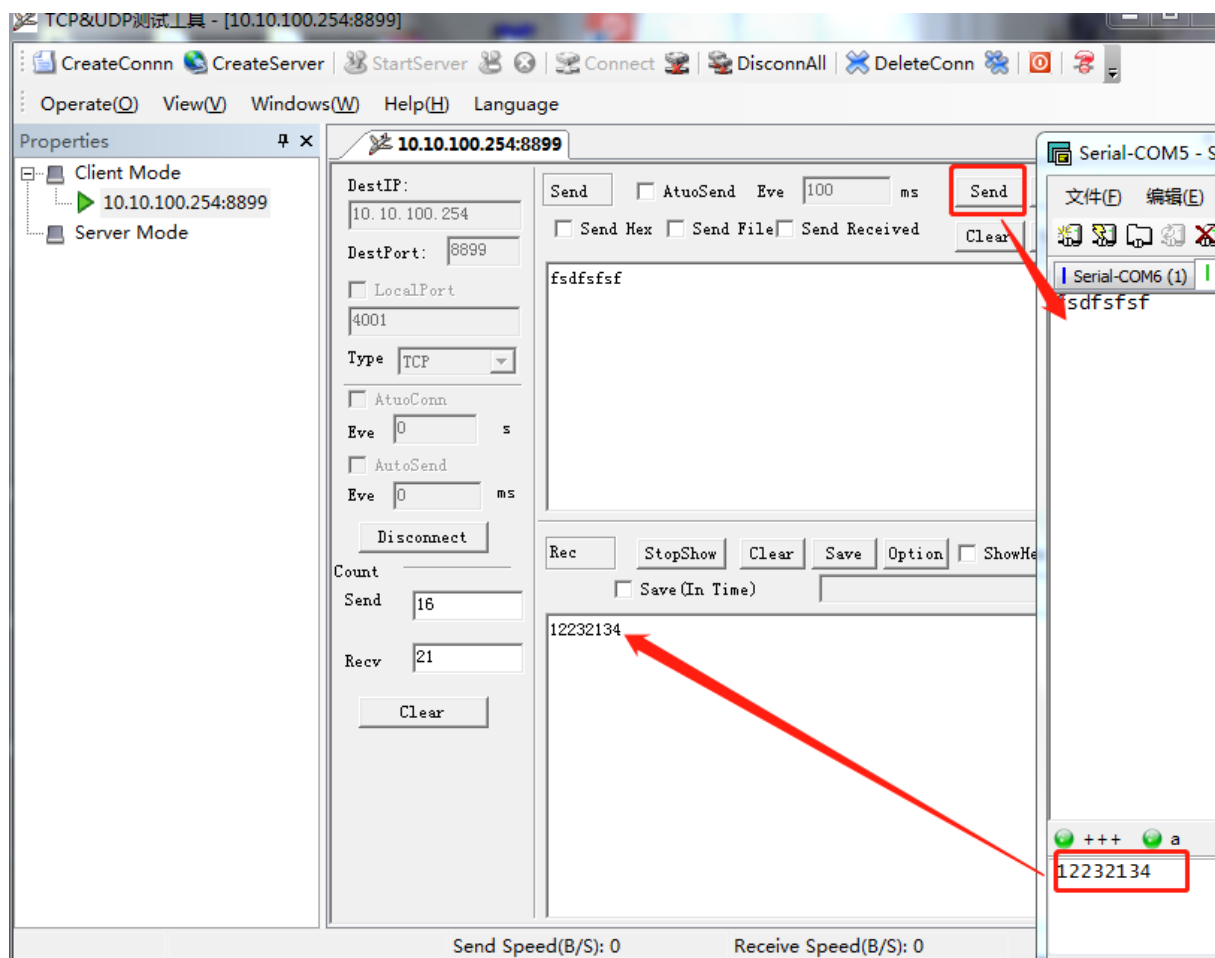 TCP&UDP测试工具 - [10.10.100.254:8899]
CreateConnn CreateServer StartServer Connect DisconnAll DeleteConn
Operate(O) View(V) Windows(W) Help(H) Language
Properties
Client Mode
10.10.100.254:8899
Server Mode
10.10.100.254:8899
DestIP:
10.10.100.254
DestPort: 8899
LocalPort
4001
Type TCP
AtuoConn
Eve 0 s
AutoSend
Eve 0 ms
Disconnect
Count
Send 16
Recv 21
Clear
Send AtuoSend Eve 100 ms Send
Send Hex Send File Send Received Clear
fsdfsfsf
Rec StopShow Clear Save Option ShowHe
Save(In Time)
12232134
Send Speed(B/S): 0 Receive Speed(B/S): 0
Serial-COM5 - S
文件(F) 编辑(E)
Serial-COM6 (1)
fsdfsfsf
+++ a
12232134